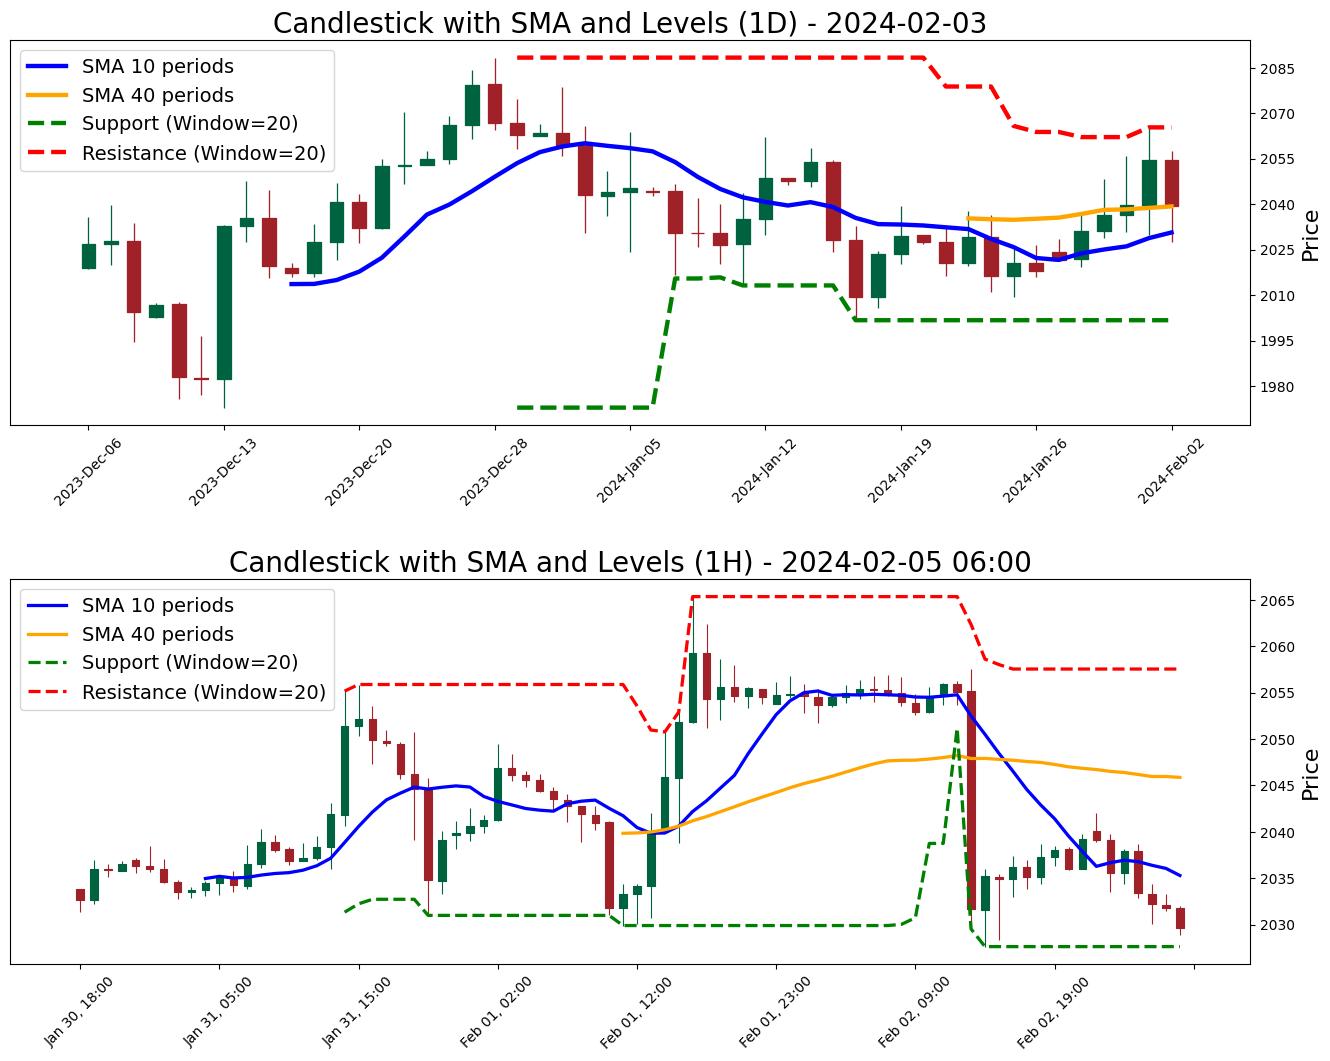 Candlestick with SMA and Levels (1D) - 2024-02-03
SMA 10 periods
SMA 40 periods
Support (Window=20)
Resistance (Window=20)
2085
2070
2055
2040
2025
2010
1995
1980
Price
2023-Dec-06
2023-Dec-13
2023-Dec-20
2023-Dec-28
2024-Jan-05
2024-Jan-12
2024-Jan-19
2024-Jan-26
2024-Feb-02
Candlestick with SMA and Levels (1H) - 2024-02-05 06:00
SMA 10 periods
SMA 40 periods
Support (Window=20)
Resistance (Window=20)
2065
2060
2055
2050
2045
2040
2035
2030
Price
Jan 30, 18:00
Jan 31, 05:00
Jan 31, 15:00
Feb 01, 02:00
Feb 01, 12:00
Feb 01, 23:00
Feb 02, 09:00
Feb 02, 19:00